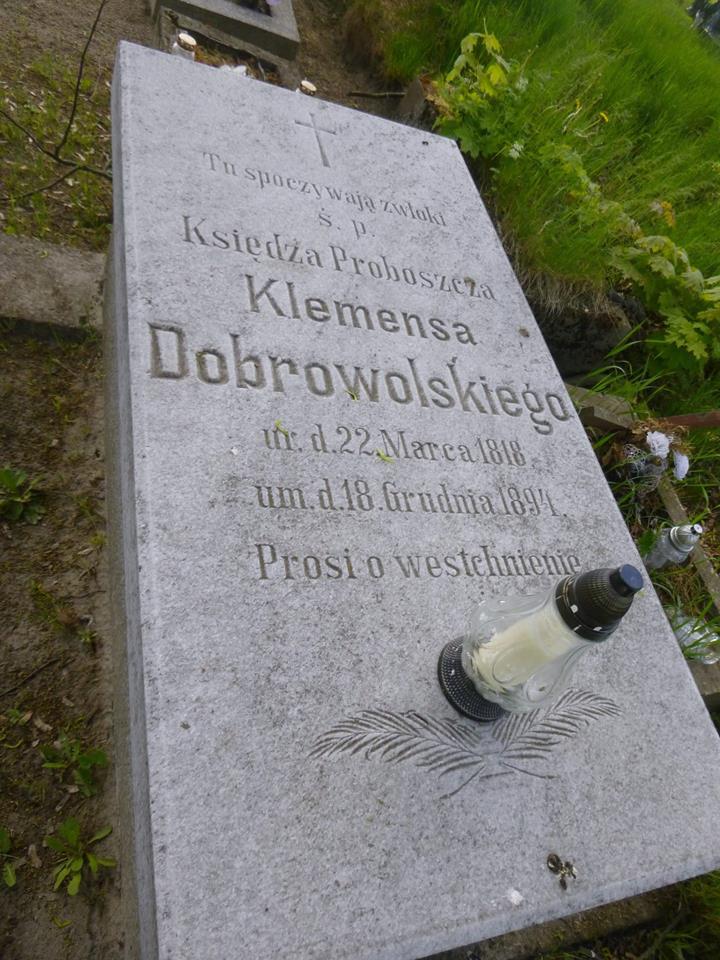 Tu spoczywają zwłoki
ś. p.
Księdza Proboszcza
Klemensa
Dobrowolskiego
ur. d. 22. Marca 1818.
um. d. 18. Grudnia 1894.
Prosi o westchnienie